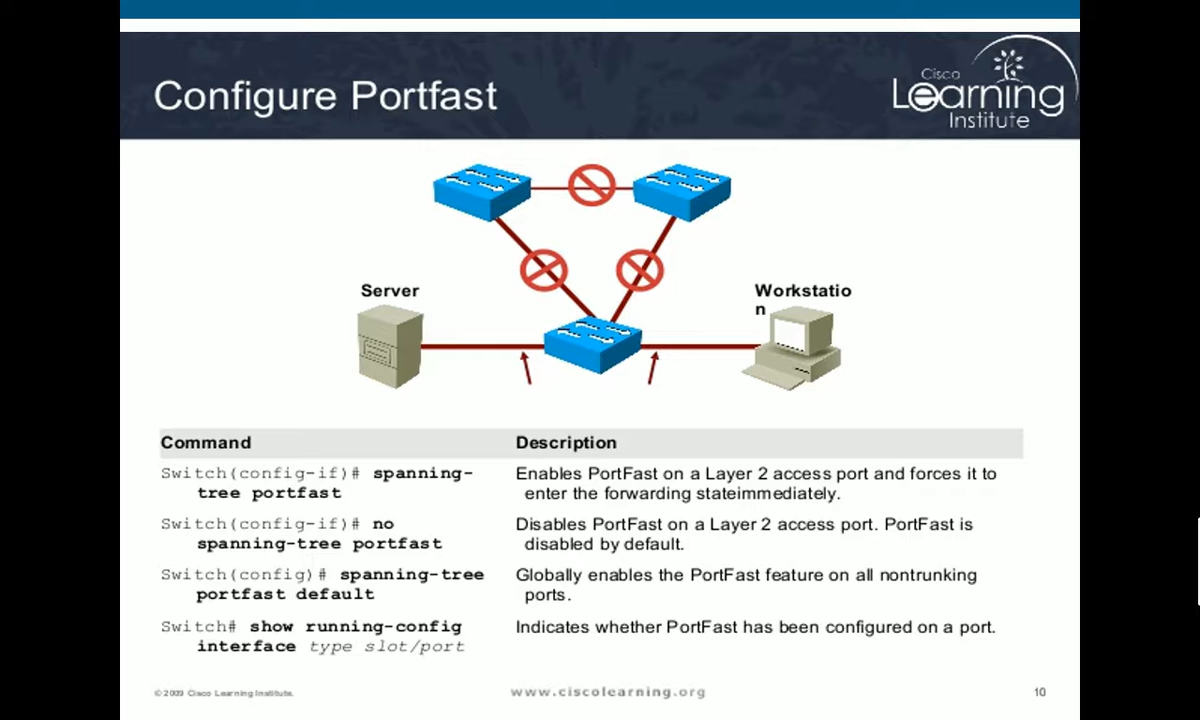 Configure Portfast
Cisco
Learning
Institute
Server
Workstatio
n
Command
Description
Switch(config-if)# spanning-
tree portfast
Enables PortFast on a Layer 2 access port and forces it to
enter the forwarding stateimmediately.
Switch(config-if)# no
spanning-tree portfast
Disables PortFast on a Layer 2 access port. PortFast is
disabled by default.
Switch(config)# spanning-tree
portfast default
Globally enables the PortFast feature on all nontrunking
ports.
Switch# show running-config
interface type slot/port
Indicates whether PortFast has been configured on a port.
© 2009 Cisco Learning Institute.
www.ciscolearning.org
10